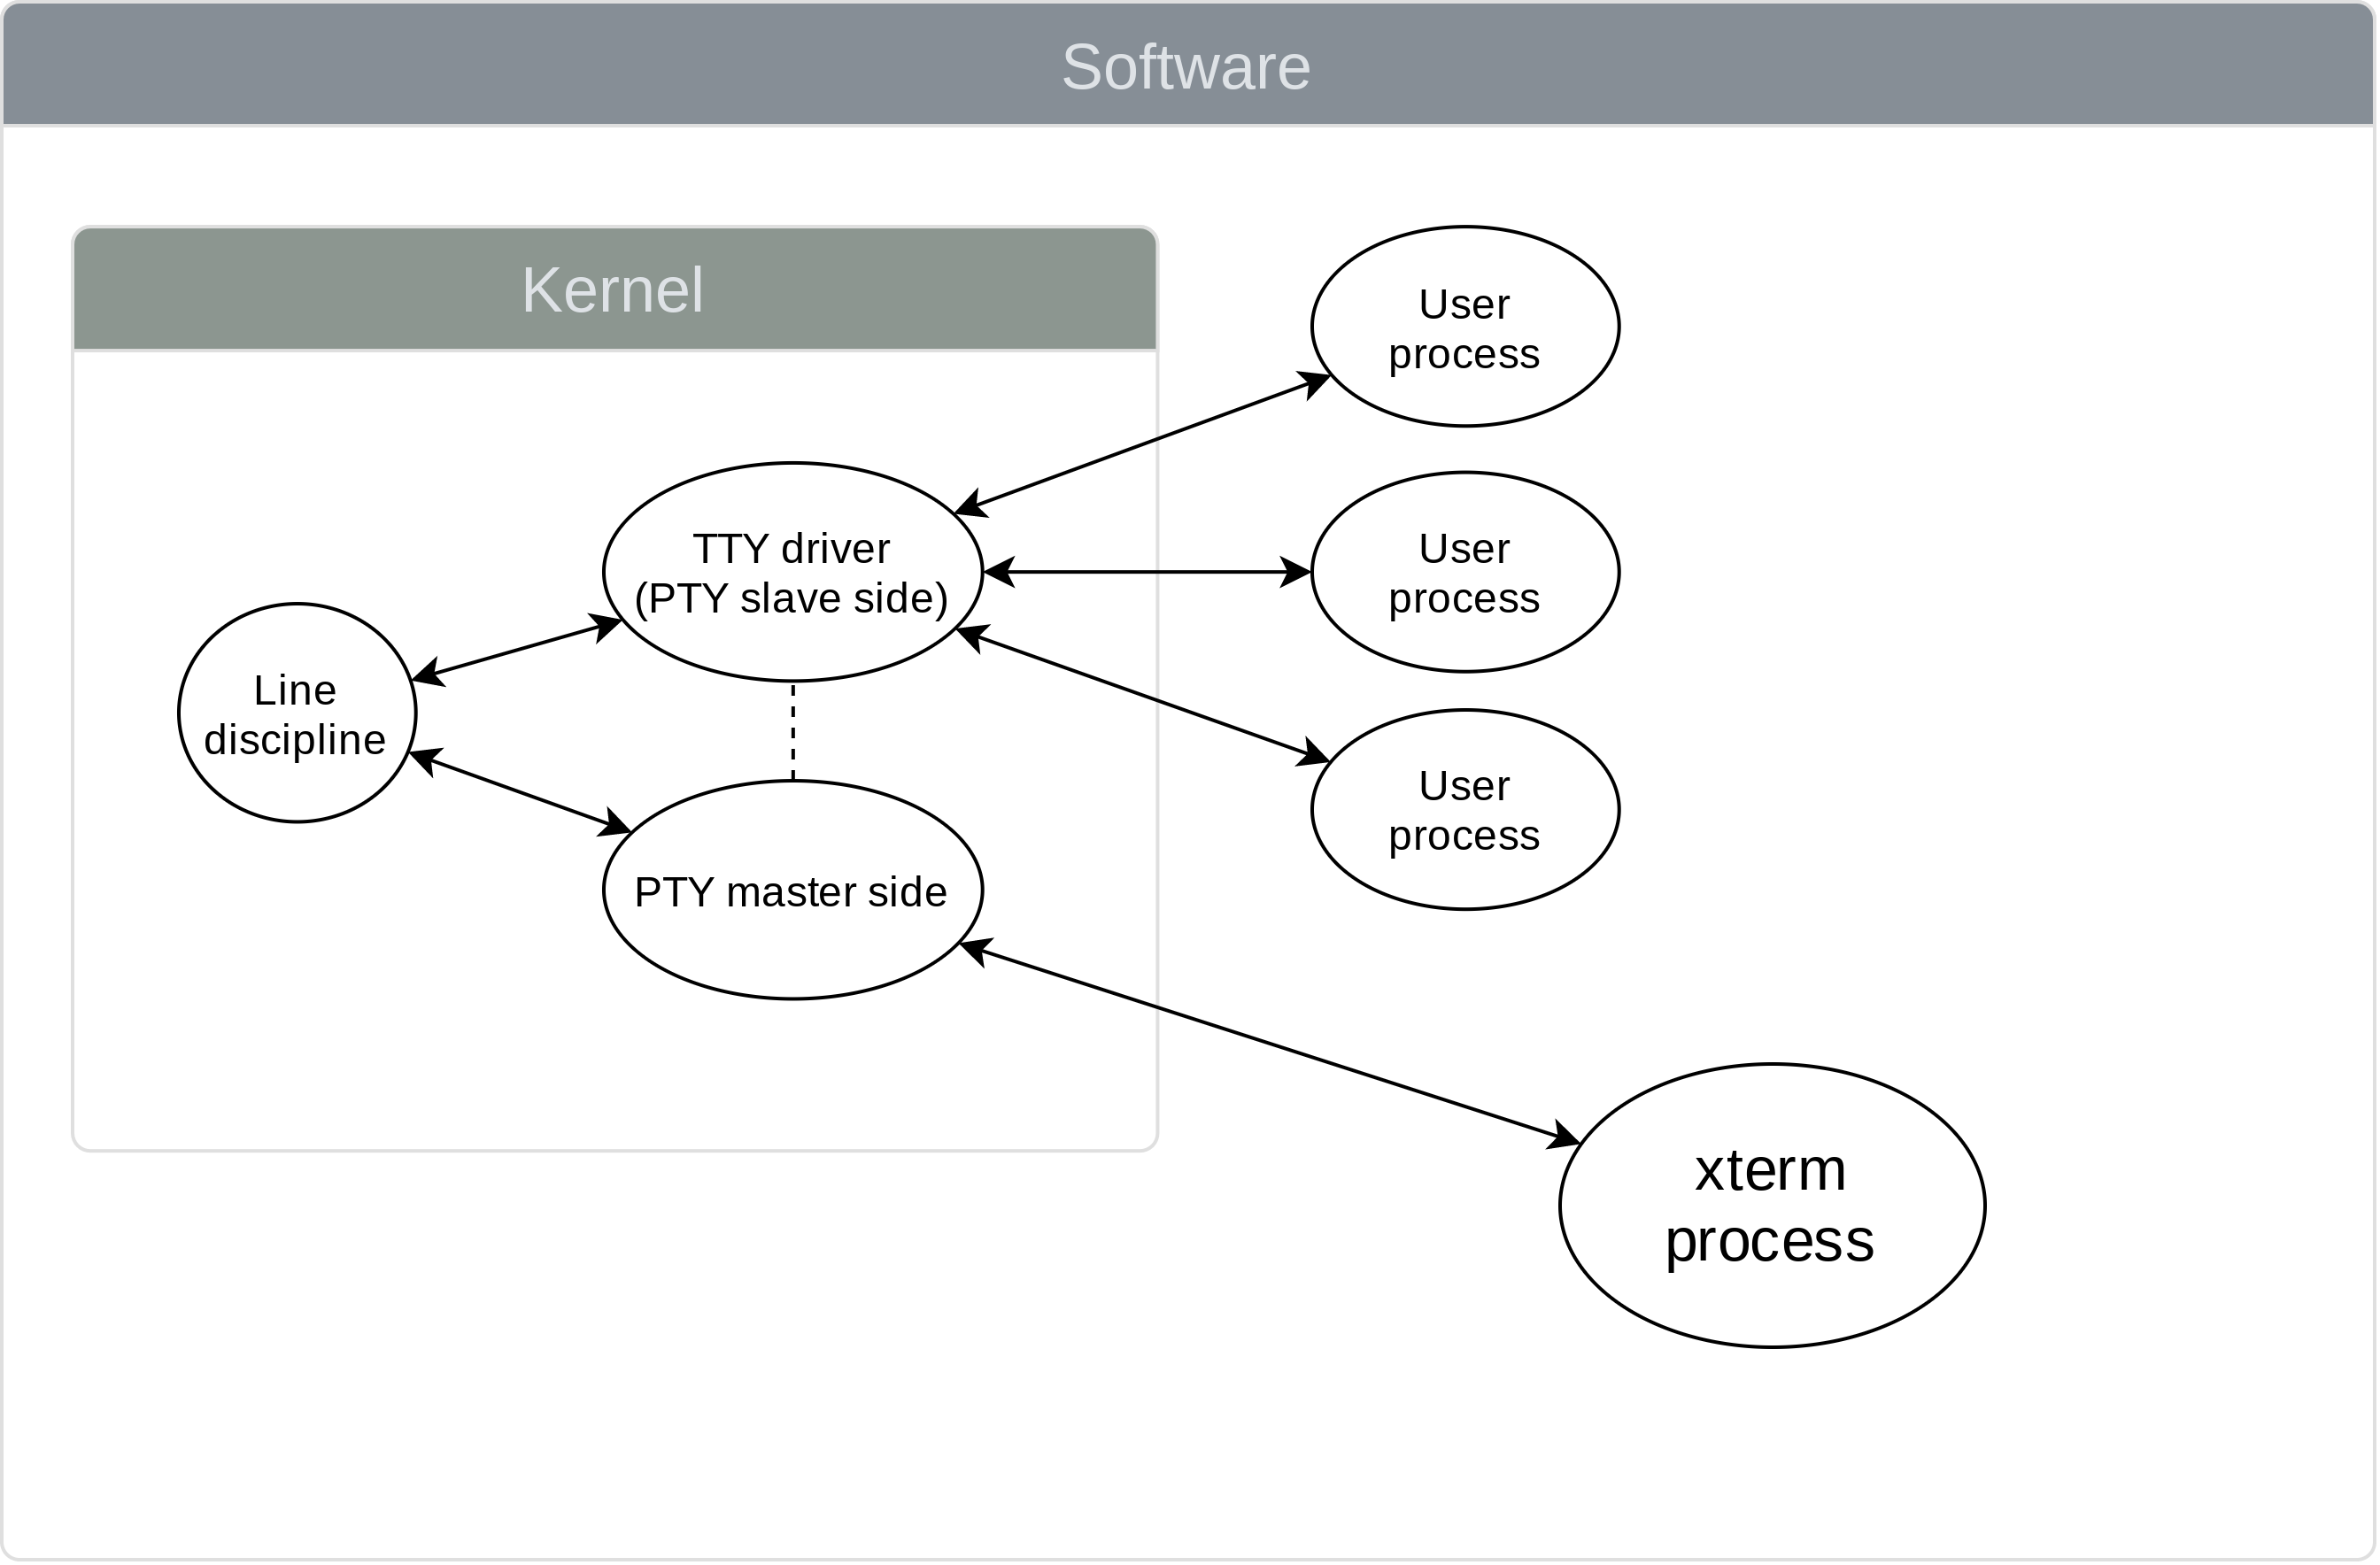 Software
Kernel
User
process
TTY driver
(PTY slave side)
User
process
Line
discipline
User
process
PTY master side
xterm
process